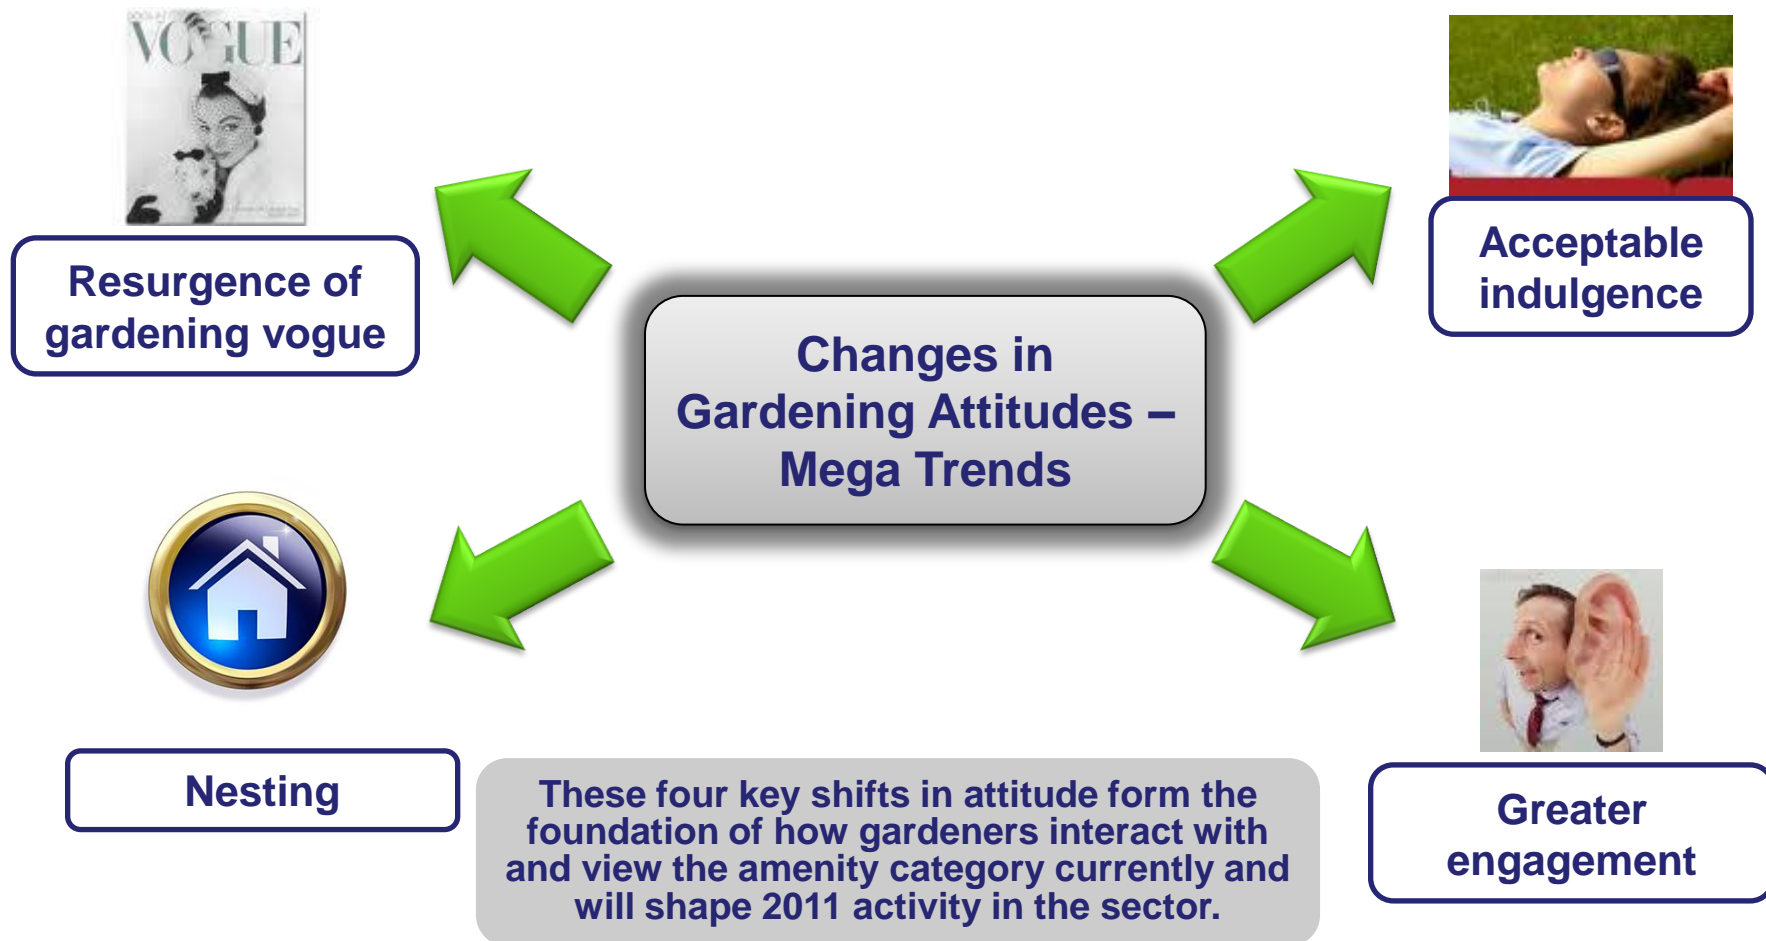 VOGUE
Resurgence of
gardening vogue
Acceptable
indulgence
Changes in
Gardening Attitudes –
Mega Trends
Nesting
Greater
engagement
These four key shifts in attitude form the
foundation of how gardeners interact with
and view the amenity category currently and
will shape 2011 activity in the sector.